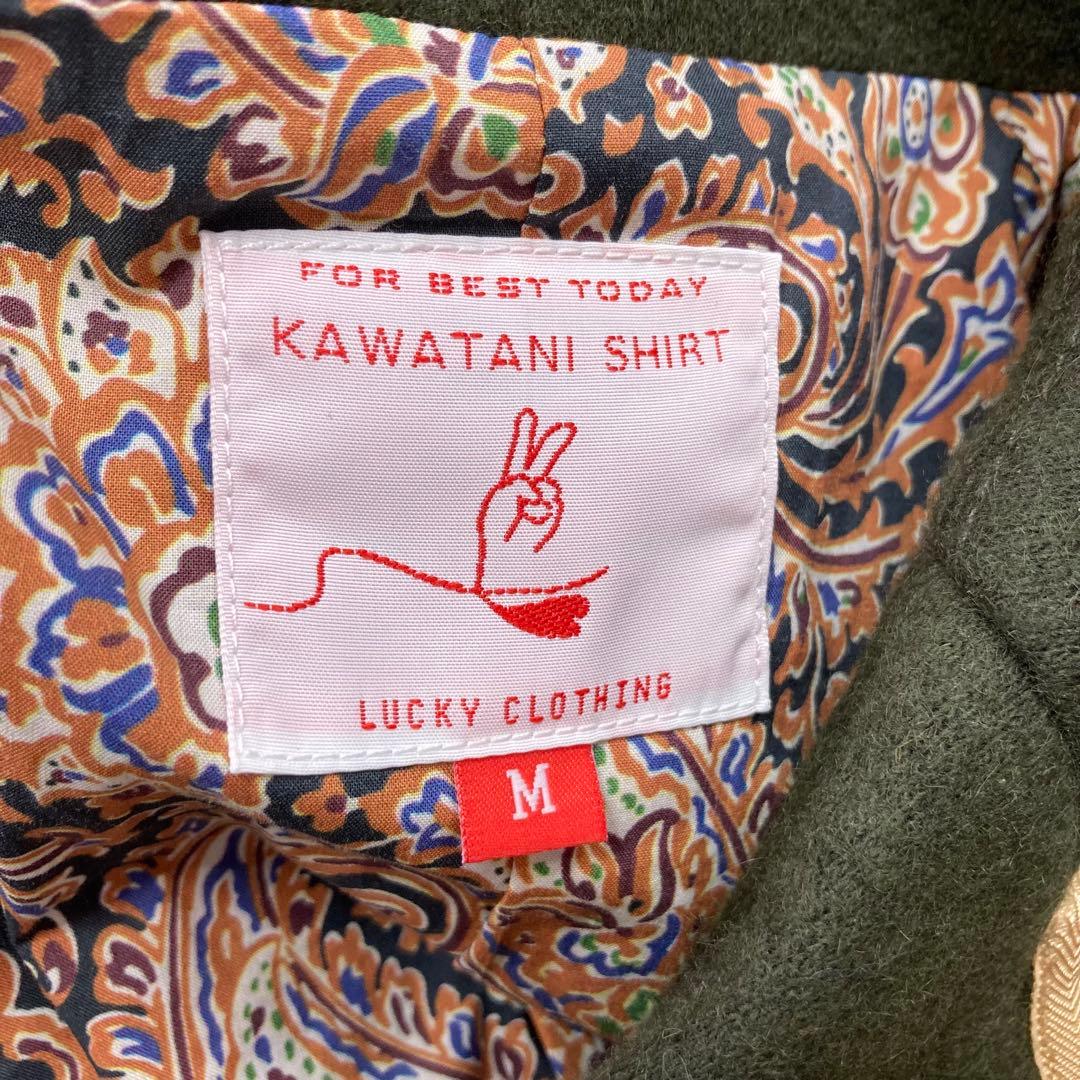 FOR BEST TODAY
KAWATANI SHIRT
LUCKY CLOTHING
M